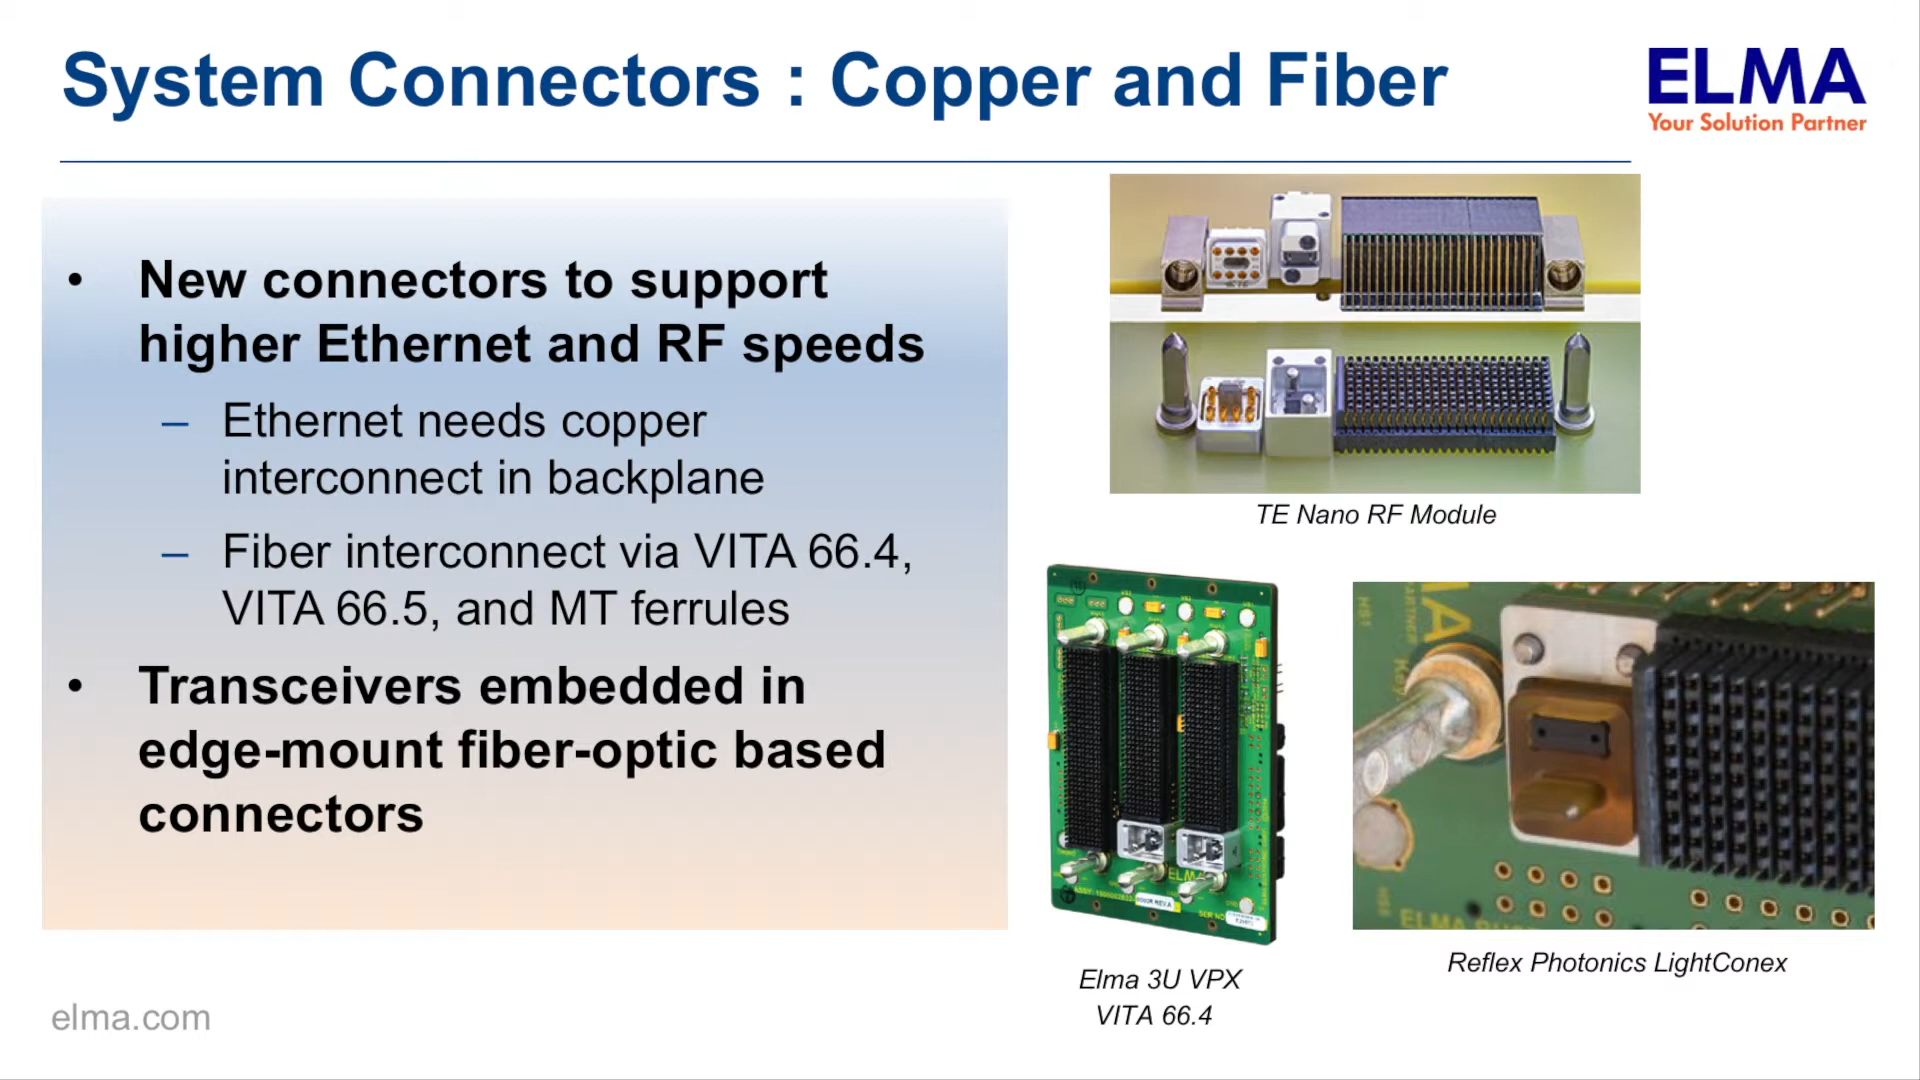 System Connectors : Copper and Fiber
ELMA
Your Solution Partner
• New connectors to support
higher Ethernet and RF speeds
– Ethernet needs copper
interconnect in backplane
– Fiber interconnect via VITA 66.4,
VITA 66.5, and MT ferrules
• Transceivers embedded in
edge-mount fiber-optic based
connectors
TE Nano RF Module
ELMA
Elma 3U VPX
VITA 66.4
Reflex Photonics LightConex
elma.com